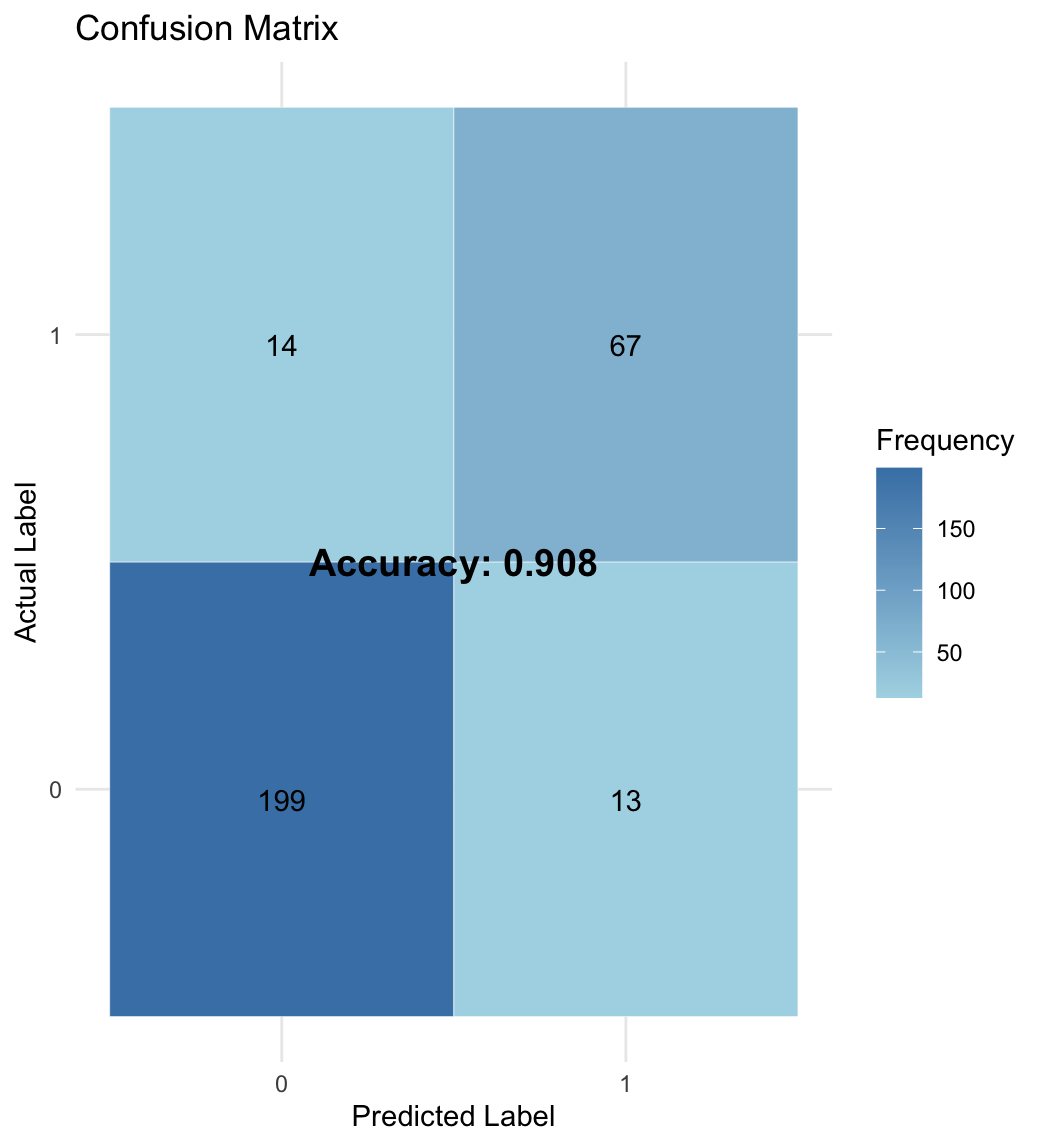 Confusion Matrix
Actual Label
1
14
67
Accuracy: 0.908
0
199
13
0
1
Predicted Label
Frequency
150
100
50